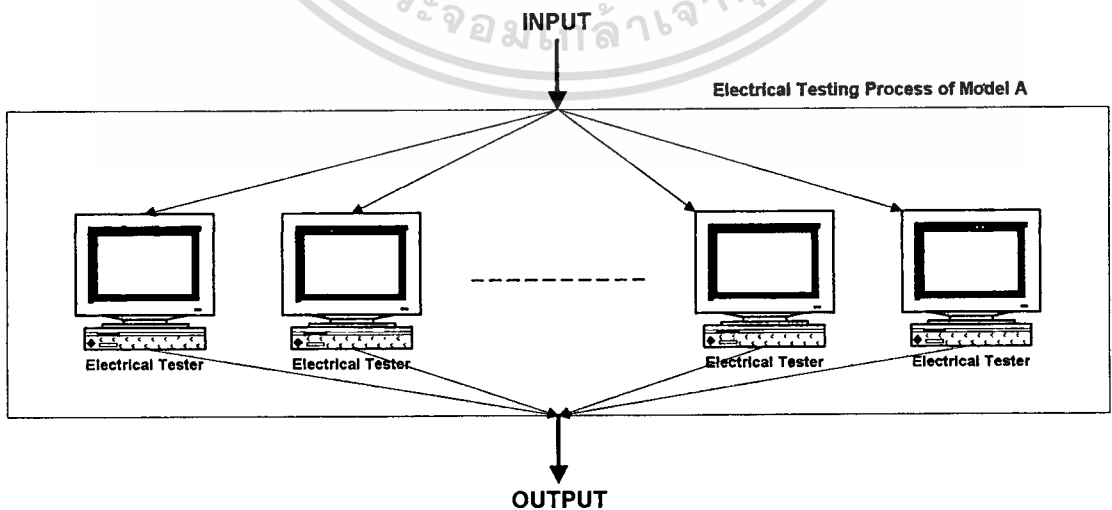 INPUT
Electrical Testing Process of Model A
Electrical Tester
Electrical Tester
Electrical Tester
Electrical Tester
OUTPUT